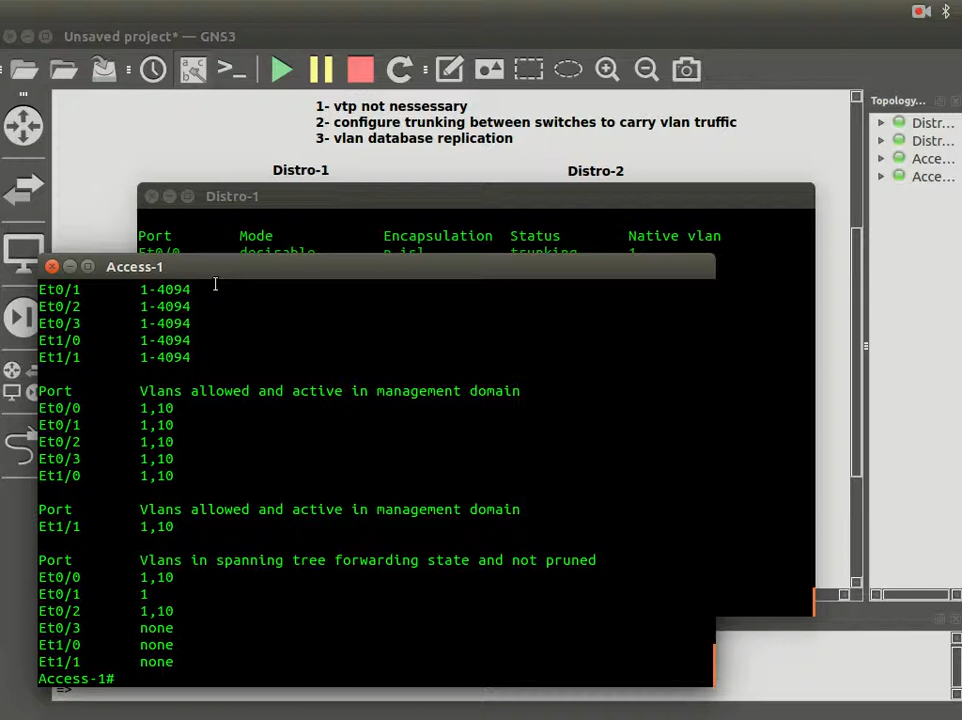 Unsaved project* — GNS3
a c
b
>_
1- vtp not nessessary
2- configure trunking between switches to carry vlan truffic
3- vlan database replication
Distro-1 Distro-2
Topology...
Distr...
Distr...
Acce...
Acce...
Distro-1
Port Mode Encapsulation Status Native vlan
Et0/0 desirable n-isl trunking 1
Access-1
Et0/1 1-4094
Et0/2 1-4094
Et0/3 1-4094
Et1/0 1-4094
Et1/1 1-4094
Port Vlans allowed and active in management domain
Et0/0 1,10
Et0/1 1,10
Et0/2 1,10
Et0/3 1,10
Et1/0 1,10
Port Vlans allowed and active in management domain
Et1/1 1,10
Port Vlans in spanning tree forwarding state and not pruned
Et0/0 1,10
Et0/1 1
Et0/2 1,10
Et0/3 none
Et1/0 none
Et1/1 none
Access-1#
=>